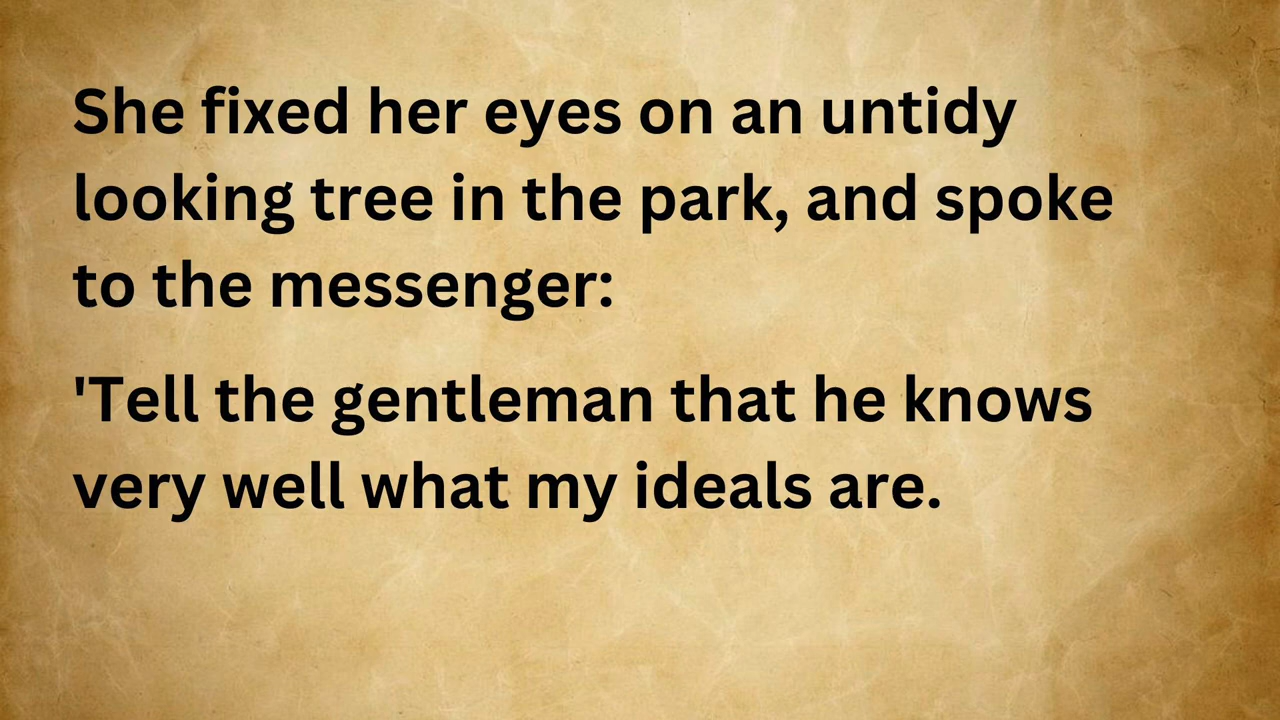 She fixed her eyes on an untidy
looking tree in the park, and spoke
to the messenger:
'Tell the gentleman that he knows
very well what my ideals are.